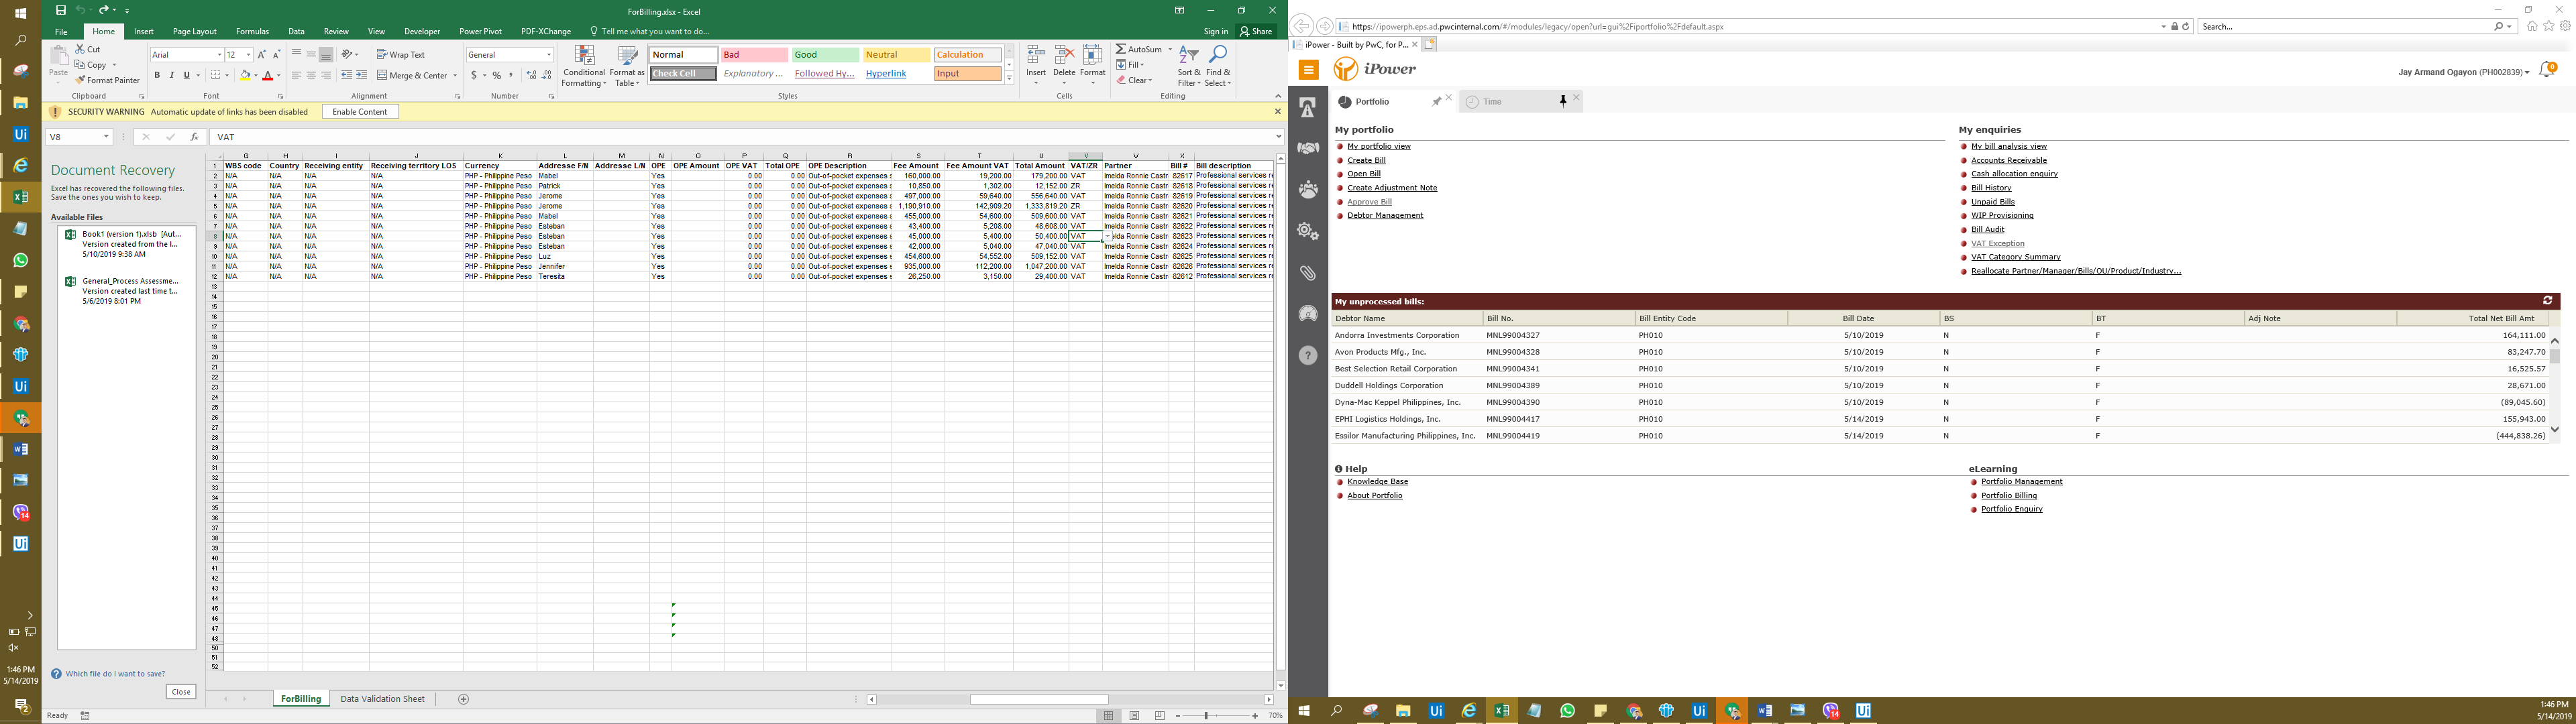 ForBilling.xlsx - Excel
File Home Insert Page Layout Formulas Data Review View Developer Power Pivot PDF-XChange Tell me what you want to do... Sign in Share
Cut
Copy
Format Painter
Paste
Clipboard
Arial 12
B I U
Font
Wrap Text
Merge & Center
Alignment
General
$ % ,
Number
Conditional Formatting
Format as Table
Normal Bad Good Neutral Calculation
Check Cell Explanatory ... Followed Hy... Hyperlink Input
Styles
Insert Delete Format
Cells
AutoSum
Fill
Clear
Sort & Filter
Find & Select
Editing
SECURITY WARNING Automatic update of links has been disabled Enable Content
V8 fx VAT
Document Recovery
Excel has recovered the following files.
Save the ones you wish to keep.
Available Files
Book1 (version 1).xlsb [Aut...
Version created from the l...
5/10/2019 9:38 AM
General_Process Assessme...
Version created last time t...
5/6/2019 8:01 PM
Which file do I want to save?
Close
G H I J K L M N O P Q R S T U V W X
1 WBS code Country Receiving entity Receiving territory LOS Currency Addresse F/N Addresse L/N OPE OPE Amount OPE VAT Total OPE OPE Description Fee Amount Fee Amount VAT Total Amount VAT/ZR Partner Bill # Bill description
2 N/A N/A N/A N/A PHP - Philippine Peso Mabel Yes 0.00 0.00 Out-of-pocket expenses s 160,000.00 19,200.00 179,200.00 VAT Imelda Ronnie Castr 82617 Professional services re
3 N/A N/A N/A N/A PHP - Philippine Peso Patrick Yes 0.00 0.00 Out-of-pocket expenses s 10,850.00 1,302.00 12,152.00 ZR Imelda Ronnie Castr 82618 Professional services re
4 N/A N/A N/A N/A PHP - Philippine Peso Jerome Yes 0.00 0.00 Out-of-pocket expenses s 497,000.00 59,640.00 556,640.00 VAT Imelda Ronnie Castr 82619 Professional services re
5 N/A N/A N/A N/A PHP - Philippine Peso Jerome Yes 0.00 0.00 Out-of-pocket expenses s 1,190,910.00 142,909.20 1,333,819.20 ZR Imelda Ronnie Castr 82620 Professional services re
6 N/A N/A N/A N/A PHP - Philippine Peso Mabel Yes 0.00 0.00 Out-of-pocket expenses s 455,000.00 54,600.00 509,600.00 VAT Imelda Ronnie Castr 82621 Professional services re
7 N/A N/A N/A N/A PHP - Philippine Peso Esteban Yes 0.00 0.00 Out-of-pocket expenses s 43,400.00 5,208.00 48,608.00 VAT Imelda Ronnie Castr 82622 Professional services re
8 N/A N/A N/A N/A PHP - Philippine Peso Esteban Yes 0.00 0.00 Out-of-pocket expenses s 45,000.00 5,400.00 50,400.00 VAT elda Ronnie Castr 82623 Professional services re
9 N/A N/A N/A N/A PHP - Philippine Peso Esteban Yes 0.00 0.00 Out-of-pocket expenses s 42,000.00 5,040.00 47,040.00 VAT Imelda Ronnie Castr 82624 Professional services re
10 N/A N/A N/A N/A PHP - Philippine Peso Luz Yes 0.00 0.00 Out-of-pocket expenses s 454,600.00 54,552.00 509,152.00 VAT Imelda Ronnie Castr 82625 Professional services re
11 N/A N/A N/A N/A PHP - Philippine Peso Jennifer Yes 0.00 0.00 Out-of-pocket expenses s 935,000.00 112,200.00 1,047,200.00 VAT Imelda Ronnie Castr 82626 Professional services re
12 N/A N/A N/A N/A PHP - Philippine Peso Teresita Yes 0.00 0.00 Out-of-pocket expenses s 26,250.00 3,150.00 29,400.00 VAT Imelda Ronnie Castr 82612 Professional services re
ForBilling Data Validation Sheet
Ready 70%
1:46 PM
5/14/2019
https://ipowerph.eps.ad.pwcinternal.com/#/modules/legacy/open?url=gui%2Fiportfolio%2Fdefault.aspx Search...
iPower - Built by PwC, for P...
iPower
Jay Armand Ogayon (PH002839) 0
Portfolio Time
My portfolio
My portfolio view
Create Bill
Open Bill
Create Adjustment Note
Approve Bill
Debtor Management
My enquiries
My bill analysis view
Accounts Receivable
Cash allocation enquiry
Bill History
Unpaid Bills
WIP Provisioning
Bill Audit
VAT Exception
VAT Category Summary
Reallocate Partner/Manager/Bills/OU/Product/Industry...
My unprocessed bills:
Debtor Name Bill No. Bill Entity Code Bill Date BS BT Adj Note Total Net Bill Amt
Andorra Investments Corporation MNL99004327 PH010 5/10/2019 N F 164,111.00
Avon Products Mfg., Inc. MNL99004328 PH010 5/10/2019 N F 83,247.70
Best Selection Retail Corporation MNL99004341 PH010 5/10/2019 N F 16,525.57
Duddell Holdings Corporation MNL99004389 PH010 5/10/2019 N F 28,671.00
Dyna-Mac Keppel Philippines, Inc. MNL99004390 PH010 5/10/2019 N F (89,045.60)
EPHI Logistics Holdings, Inc. MNL99004417 PH010 5/14/2019 N F 155,943.00
Essilor Manufacturing Philippines, Inc. MNL99004419 PH010 5/14/2019 N F (444,838.26)
Help
Knowledge Base
About Portfolio
eLearning
Portfolio Management
Portfolio Billing
Portfolio Enquiry
1:46 PM
5/14/2019